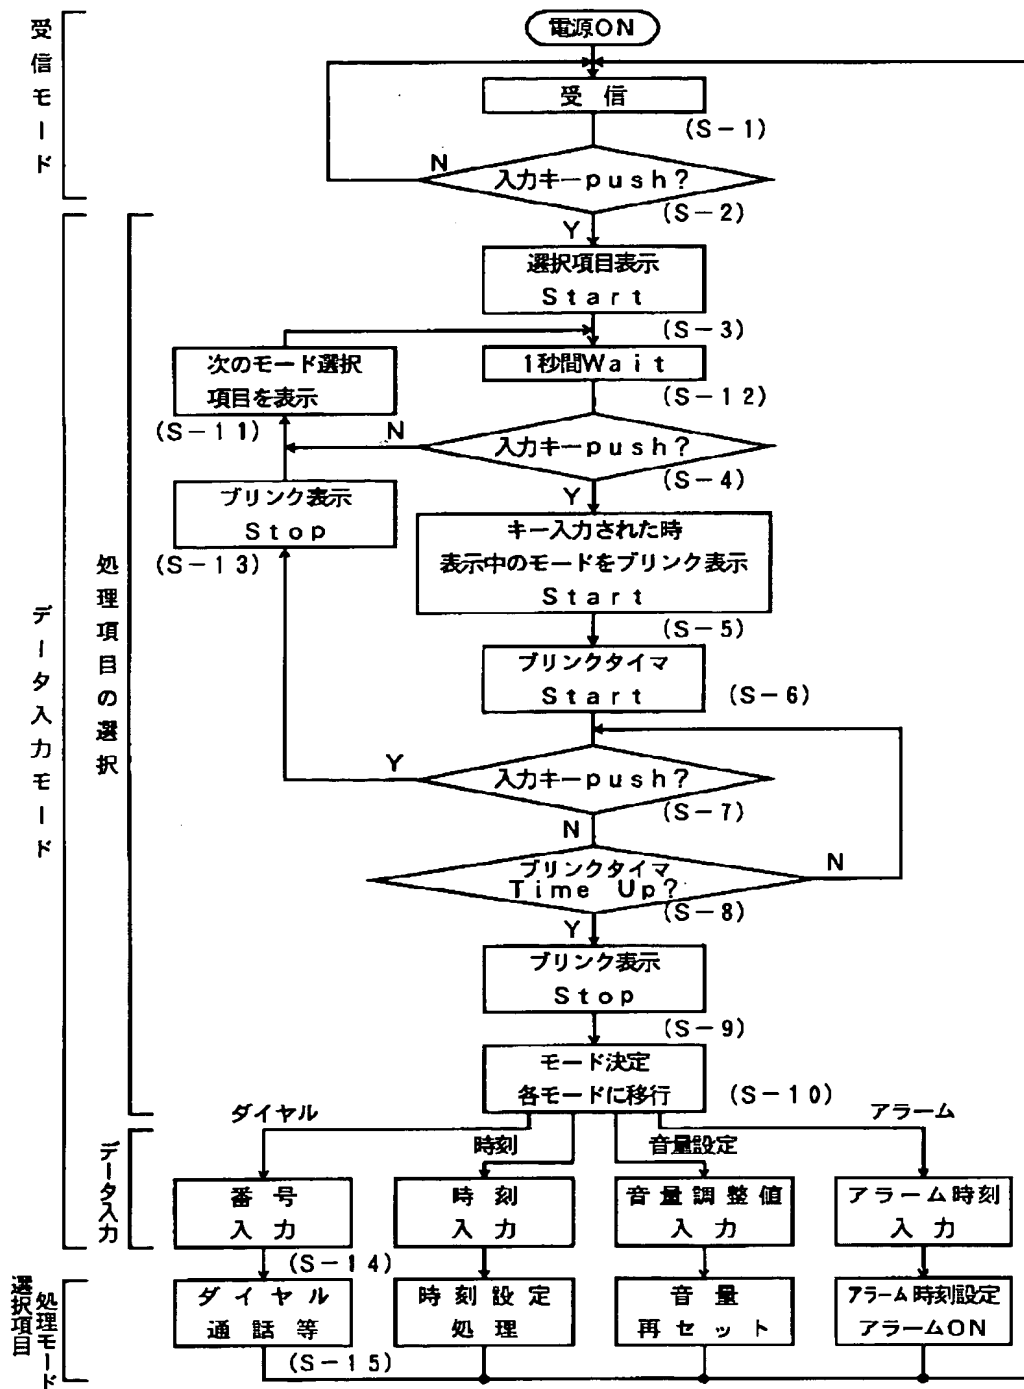 電源ON
受信
(S-1)
N
入力キーpush?
(S-2)
Y
選択項目表示
Start
(S-3)
次のモード選択
項目を表示
(S-11)
1秒間Wait
(S-12)
N
入力キーpush?
(S-4)
Y
ブリンク表示
Stop
(S-13)
キー入力された時
表示中のモードをブリンク表示
Start
(S-5)
ブリンクタイマ
Start
(S-6)
Y
入力キーpush?
(S-7)
N
ブリンクタイマ
Time Up?
N
(S-8)
Y
ブリンク表示
Stop
(S-9)
モード決定
各モードに移行
(S-10)
ダイヤル
時刻
音量設定
アラーム
番号
入力
(S-14)
時刻
入力
音量調整値
入力
アラーム時刻
入力
ダイヤル
通話等
(S-15)
時刻設定
処理
音量
再セット
アラーム時刻設定
アラームON
受信モード
データ入力モード
処理項目の選択
データ入力
選択項目
処理モード